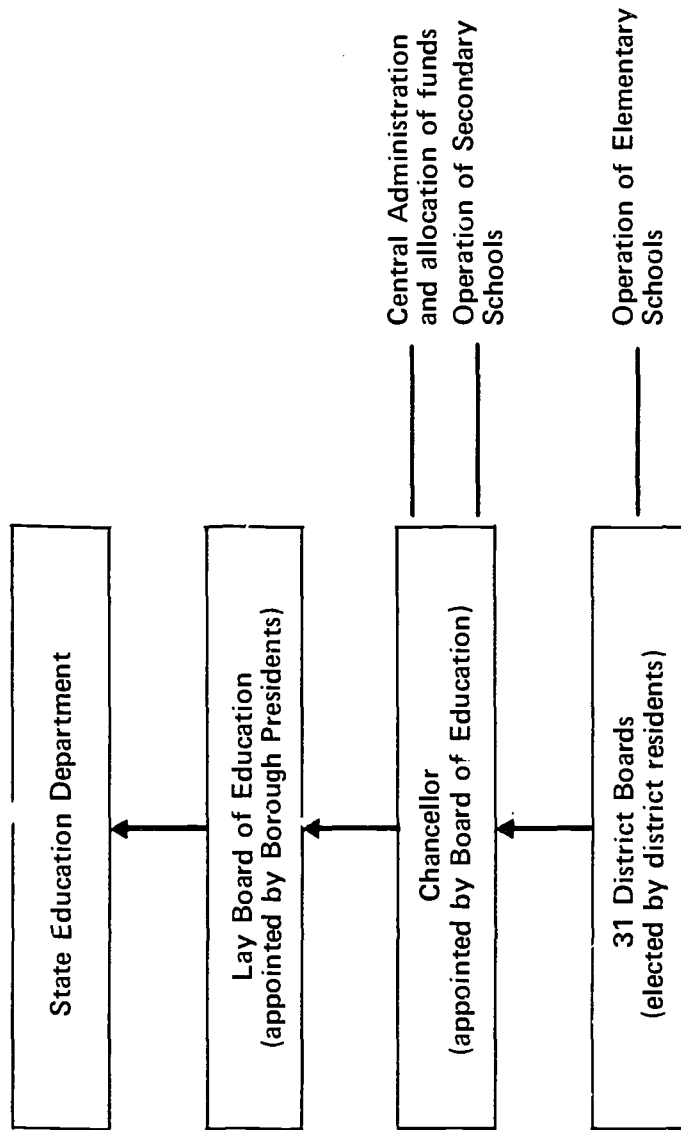 State Education Department
Lay Board of Education
(appointed by Borough Presidents)
Chancellor
(appointed by Board of Education)
Central Administration
and allocation of funds
Operation of Secondary
Schools
31 District Boards
(elected by district residents)
Operation of Elementary
Schools